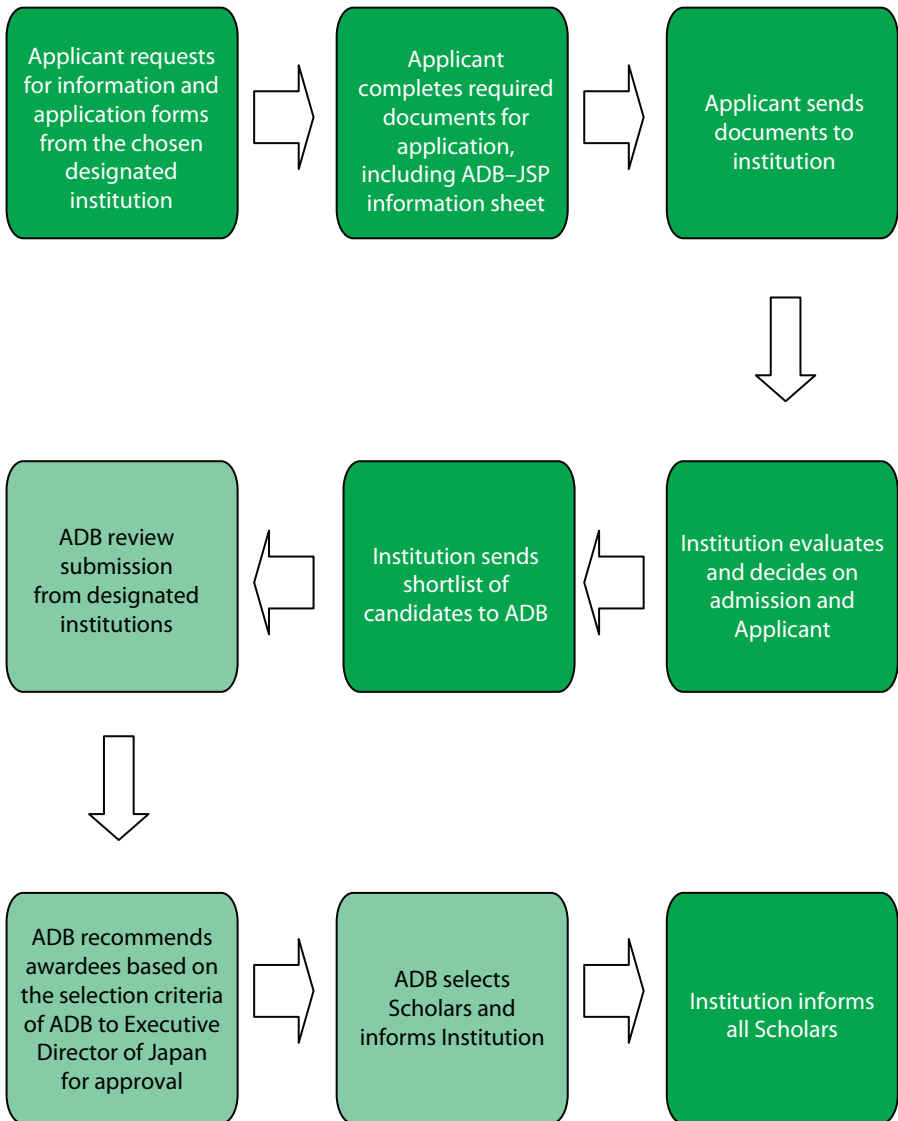 Applicant requests
for information and
application forms
from the chosen
designated
institution
Applicant
completes required
documents for
application,
including ADB–JSP
information sheet
Applicant sends
documents to
institution
Institution evaluates
and decides on
admission and
Applicant
Institution sends
shortlist of
candidates to ADB
ADB review
submission
from designated
institutions
ADB recommends
awardees based on
the selection criteria
of ADB to Executive
Director of Japan
for approval
ADB selects
Scholars and
informs Institution
Institution informs
all Scholars